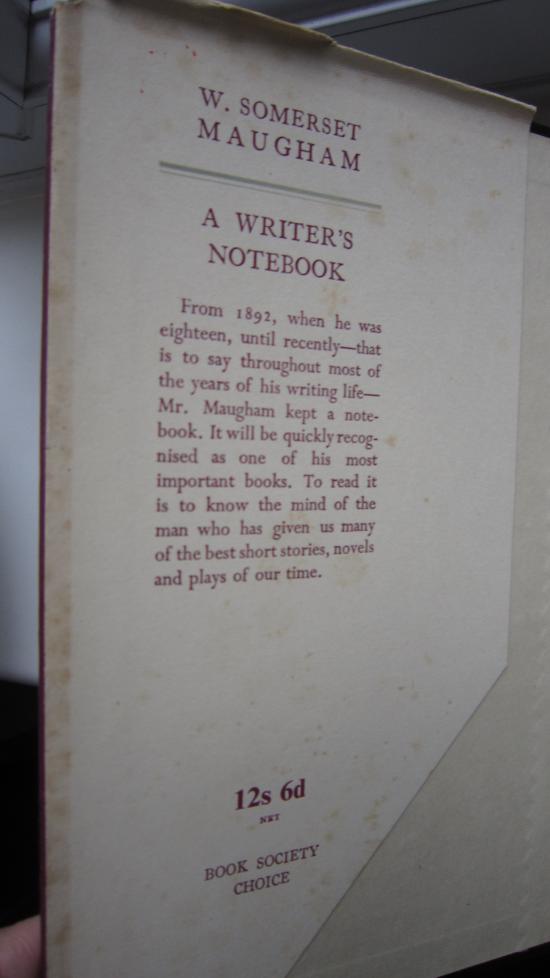 W. SOMERSET
MAUGHAM
A WRITER'S
NOTEBOOK
From 1892, when he was
eighteen, until recently—that
is to say throughout most of
the years of his writing life—
Mr. Maugham kept a note-
book. It will be quickly recog-
nised as one of his most
important books. To read it
is to know the mind of the
man who has given us many
of the best short stories, novels
and plays of our time.
12s 6d
NET
BOOK SOCIETY
CHOICE